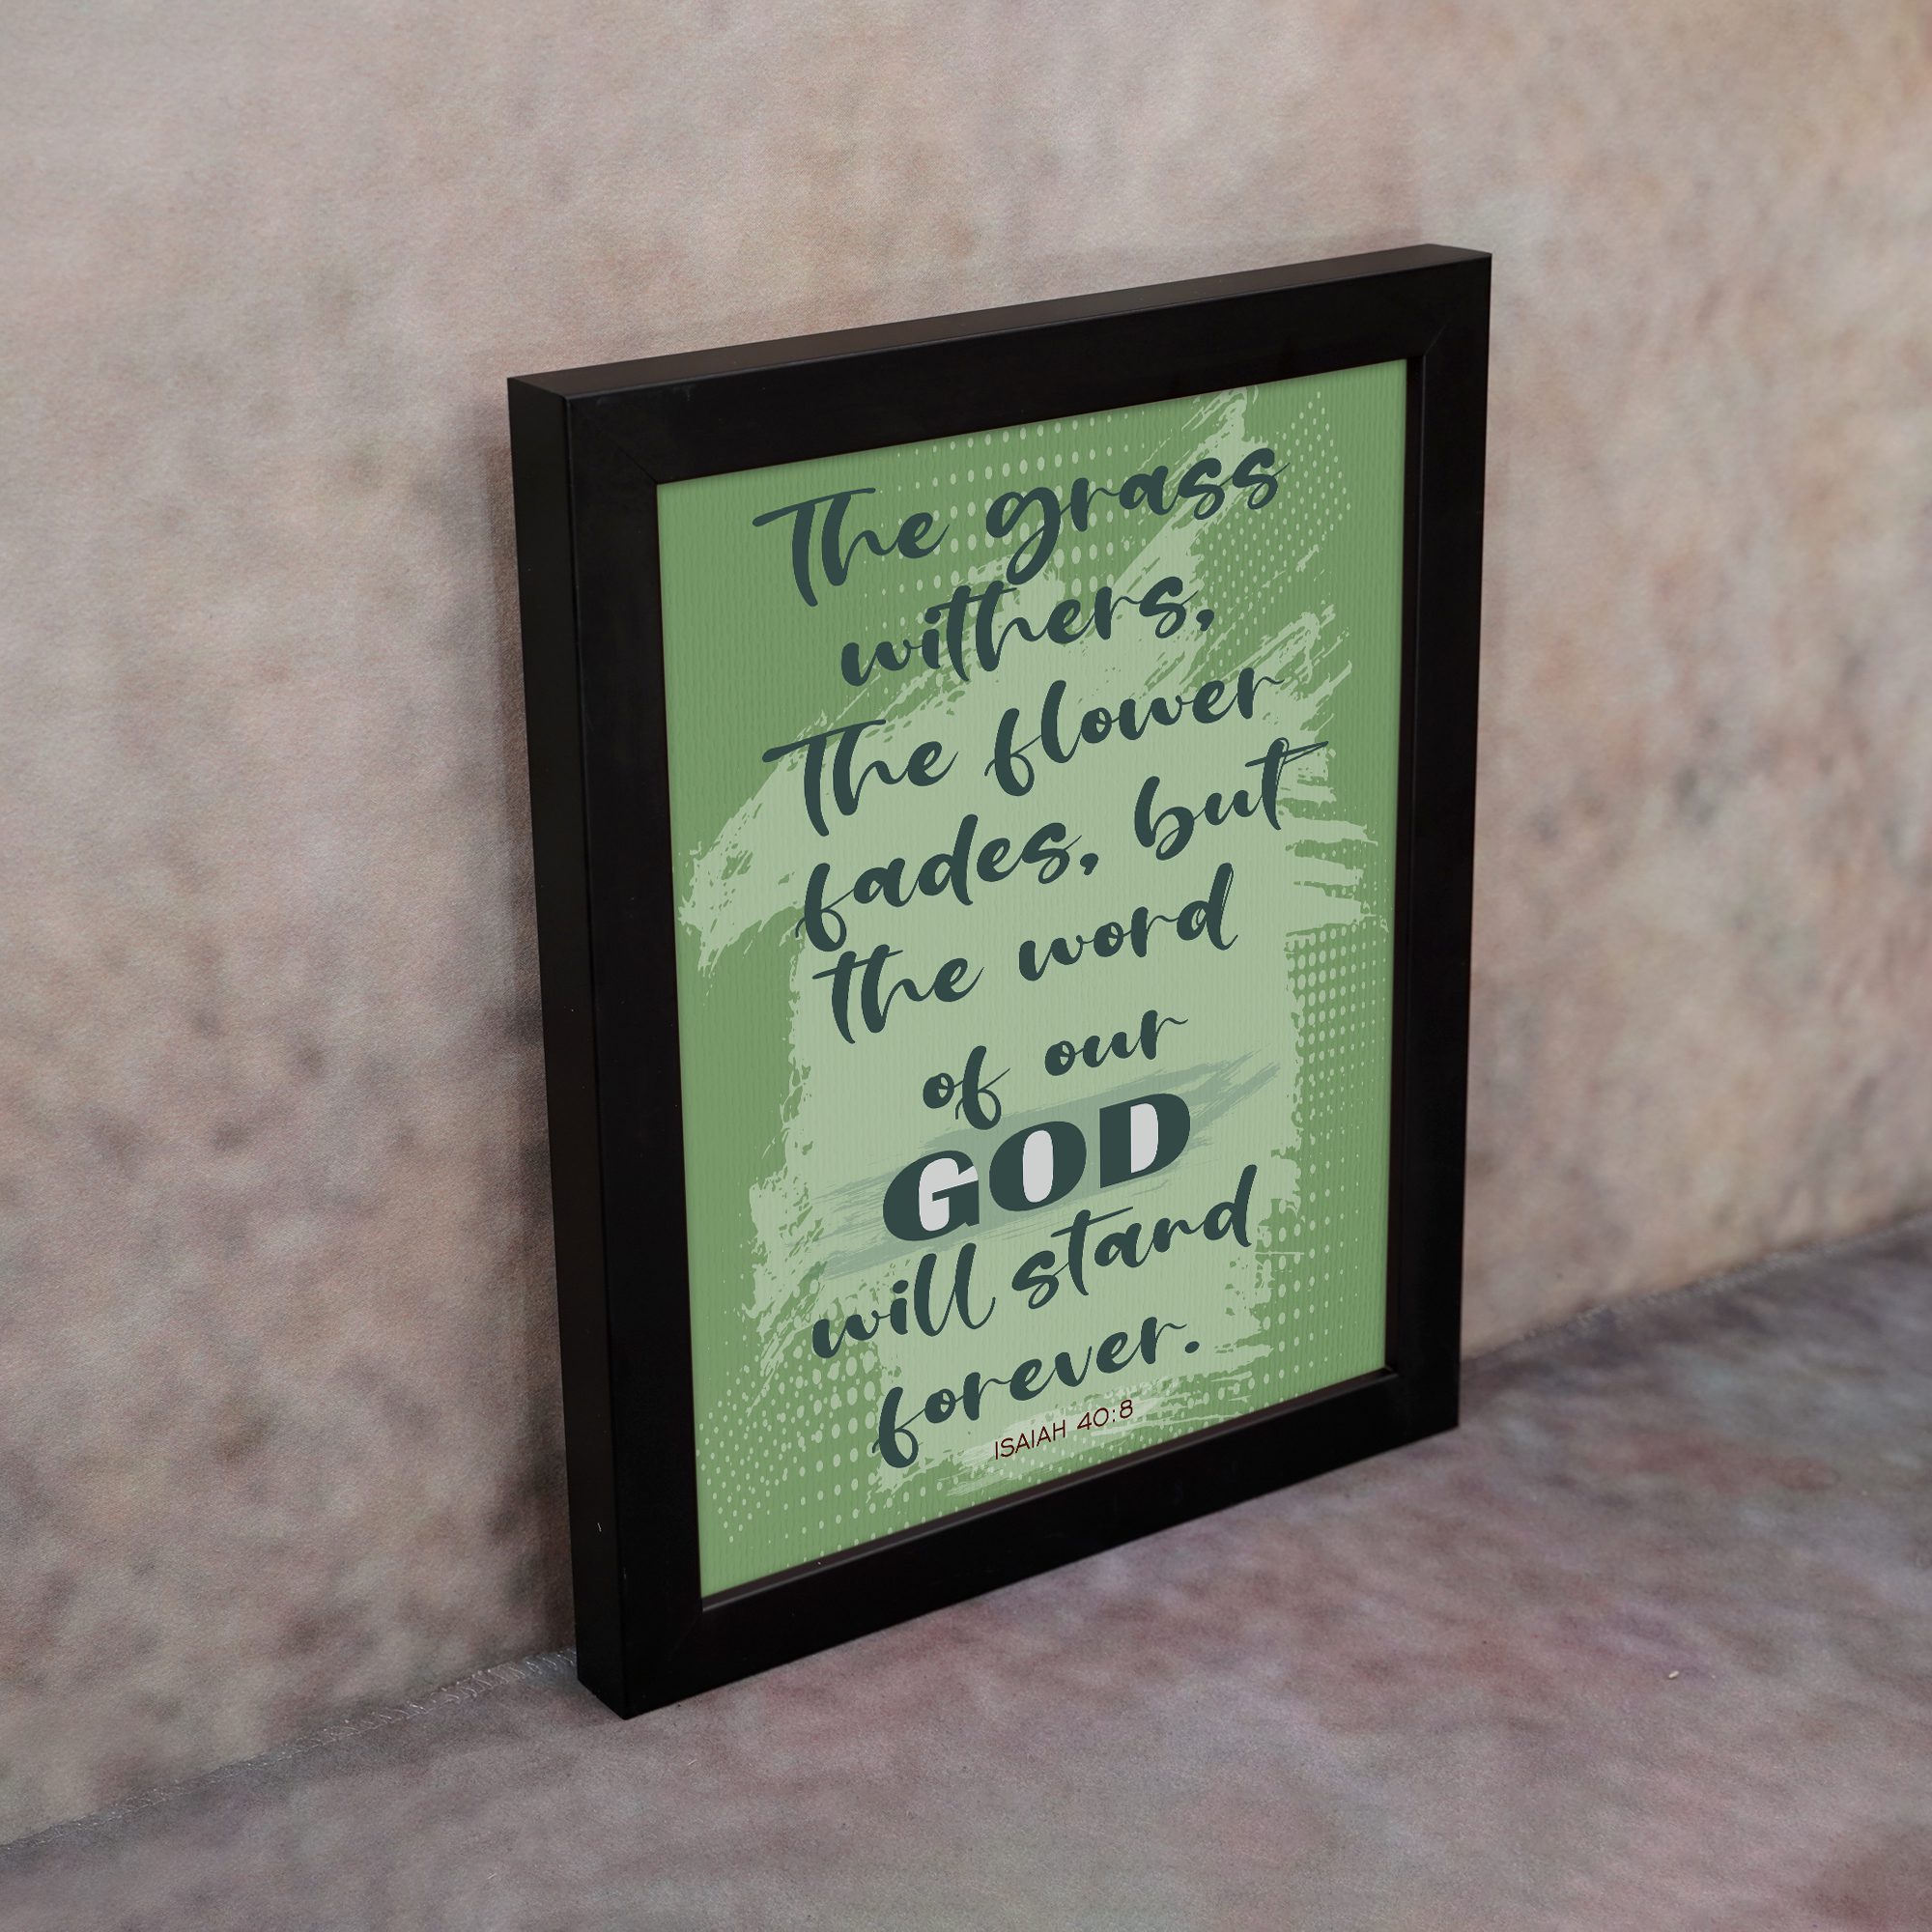 The grass
withers,
The flower
fades, but
the word
of our
GOD
will stand
forever.
ISAIAH 40:8